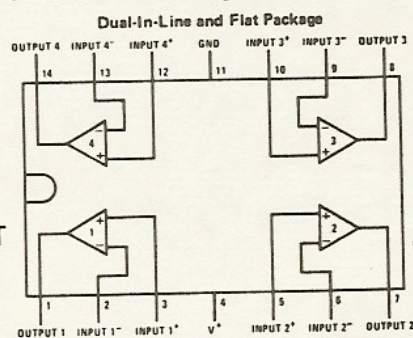 Dual-In-Line and Flat Package
OUTPUT 4 INPUT 4⁻ INPUT 4⁺ GND INPUT 3⁺ INPUT 3⁻ OUTPUT 3
14 13 12 11 10 9 8
− + 4 − + 3
T
+ − 1 + − 2
1 2 3 4 5 6 7
OUTPUT 1 INPUT 1⁻ INPUT 1⁺ V⁺ INPUT 2⁺ INPUT 2⁻ OUTPUT 2